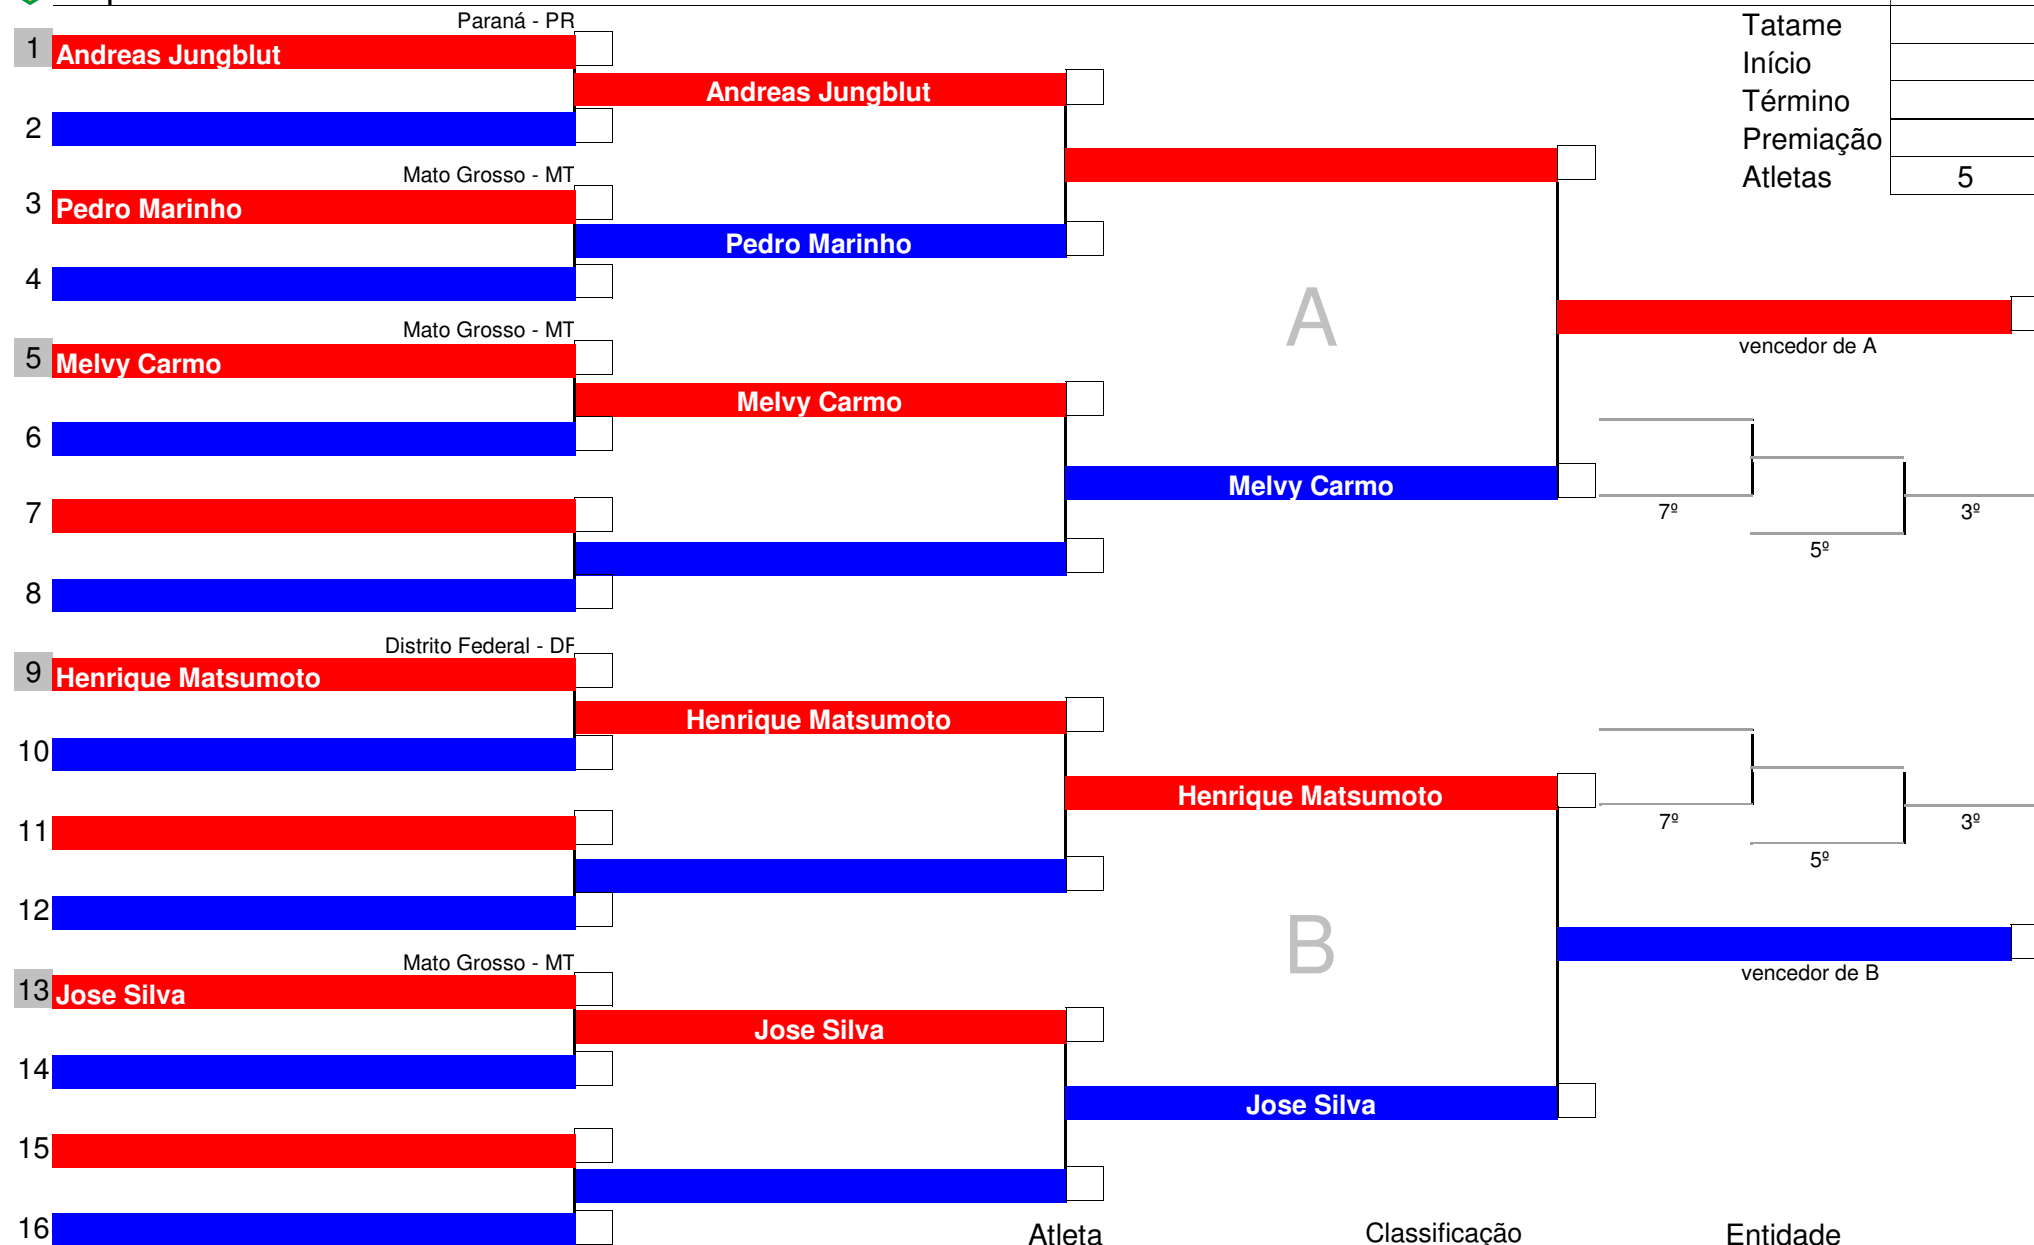 Paraná - PR
Tatame
1 Andreas Jungblut
Início
Andreas Jungblut
Término
2
Premiação
Mato Grosso - MT
Atletas 5
3 Pedro Marinho
Pedro Marinho
4
A
Mato Grosso - MT
vencedor de A
5 Melvy Carmo
Melvy Carmo
6
Melvy Carmo
7
7º 3º
5º
8
Distrito Federal - DF
9 Henrique Matsumoto
Henrique Matsumoto
10
Henrique Matsumoto
11
7º 3º
5º
12
B
Mato Grosso - MT
vencedor de B
13 Jose Silva
Jose Silva
14
Jose Silva
15
16
Atleta Classificação Entidade